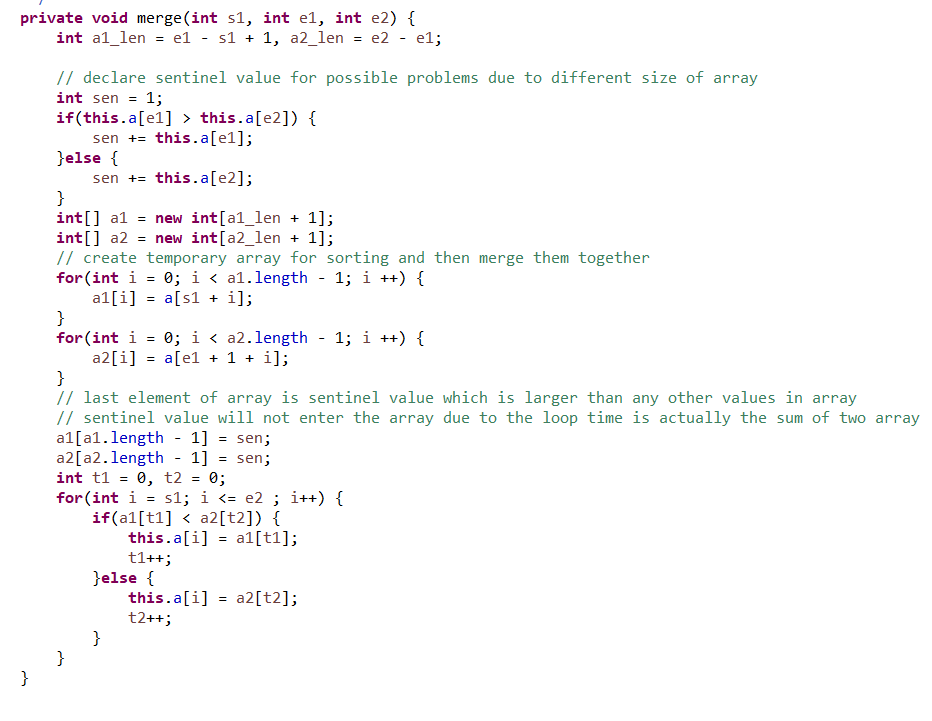 private void merge(int s1, int e1, int e2) {
    int a1_len = e1 - s1 + 1, a2_len = e2 - e1;

    // declare sentinel value for possible problems due to different size of array
    int sen = 1;
    if(this.a[e1] > this.a[e2]) {
        sen += this.a[e1];
    }else {
        sen += this.a[e2];
    }
    int[] a1 = new int[a1_len + 1];
    int[] a2 = new int[a2_len + 1];
    // create temporary array for sorting and then merge them together
    for(int i = 0; i < a1.length - 1; i ++) {
        a1[i] = a[s1 + i];
    }
    for(int i = 0; i < a2.length - 1; i ++) {
        a2[i] = a[e1 + 1 + i];
    }
    // last element of array is sentinel value which is larger than any other values in array
    // sentinel value will not enter the array due to the loop time is actually the sum of two array
    a1[a1.length - 1] = sen;
    a2[a2.length - 1] = sen;
    int t1 = 0, t2 = 0;
    for(int i = s1; i <= e2 ; i++) {
        if(a1[t1] < a2[t2]) {
            this.a[i] = a1[t1];
            t1++;
        }else {
            this.a[i] = a2[t2];
            t2++;
        }
    }
}